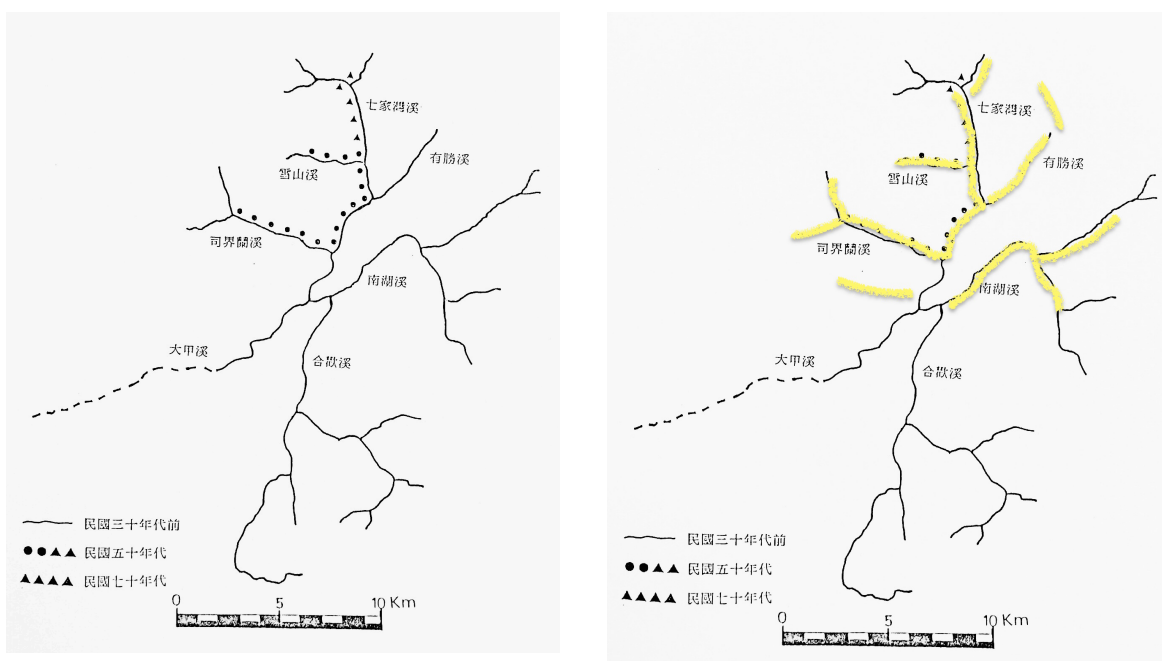 七家灣溪
有勝溪
雪山溪
司界蘭溪
南湖溪
大甲溪
合歡溪
民國三十年代前
民國五十年代
民國七十年代
0 5 10 Km
七家灣溪
有勝溪
雪山溪
司界蘭溪
南湖溪
大甲溪
合歡溪
民國三十年代前
民國五十年代
民國七十年代
0 5 10 Km